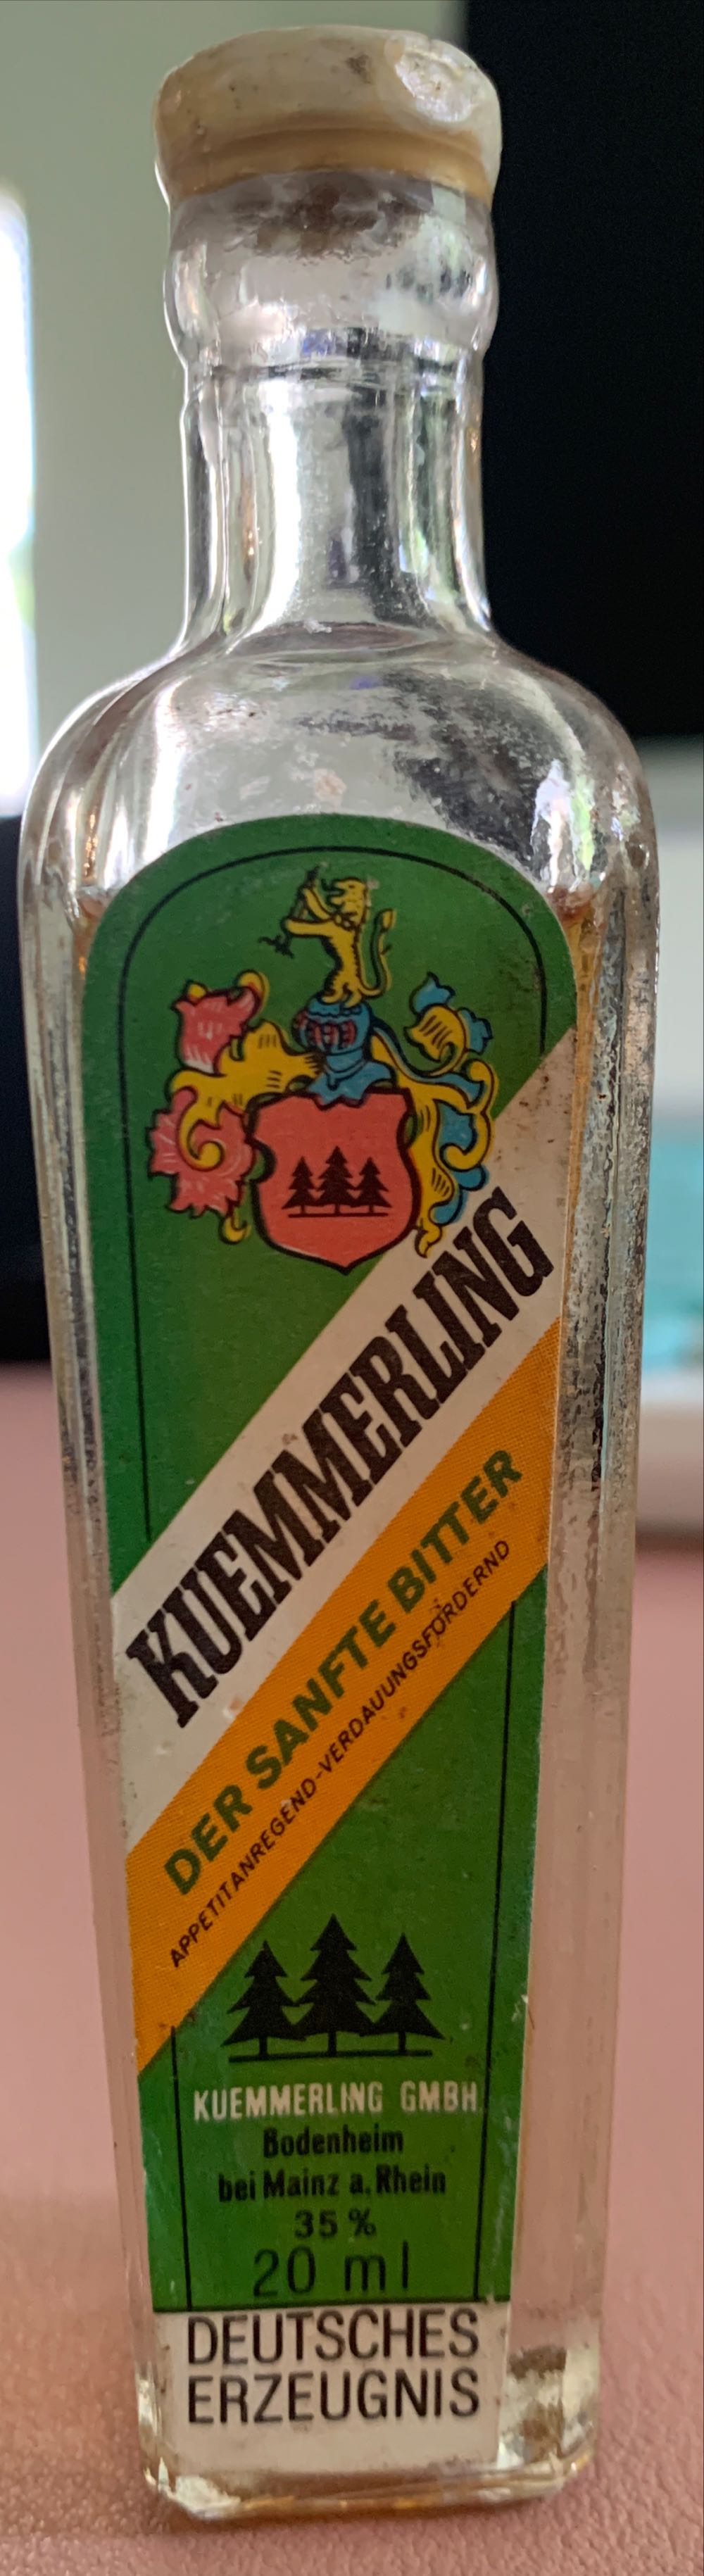 KUEMMERLING
DER SANFTE BITTER
APPETITANREGEND-VERDAUUNGSFÖRDERND
KUEMMERLING GMBH
Bodenheim
bei Mainz a. Rhein
35 %
20 ml
DEUTSCHES
ERZEUGNIS